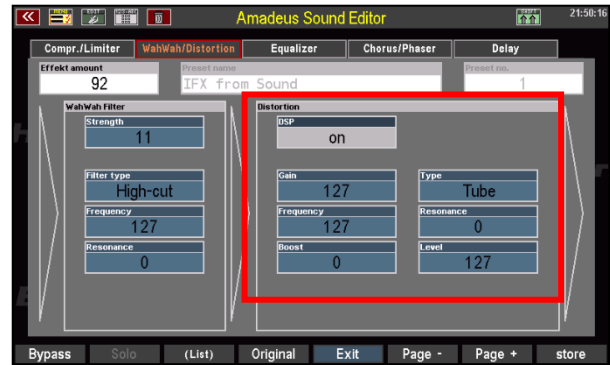 MENU EDIT Amadeus Sound Editor 21:50:16
Compr./Limiter WahWah/Distortion Equalizer Chorus/Phaser Delay
Effekt amount Preset name Preset no.
92 IFX from Sound 1
WahWah Filter Distortion
Strength DSP
11 on
Filter type Gain Type
High-cut 127 Tube
Frequency Frequency Resonance
127 127 0
Resonance Boost Level
0 0 127
Bypass Solo (List) Original Exit Page - Page + store